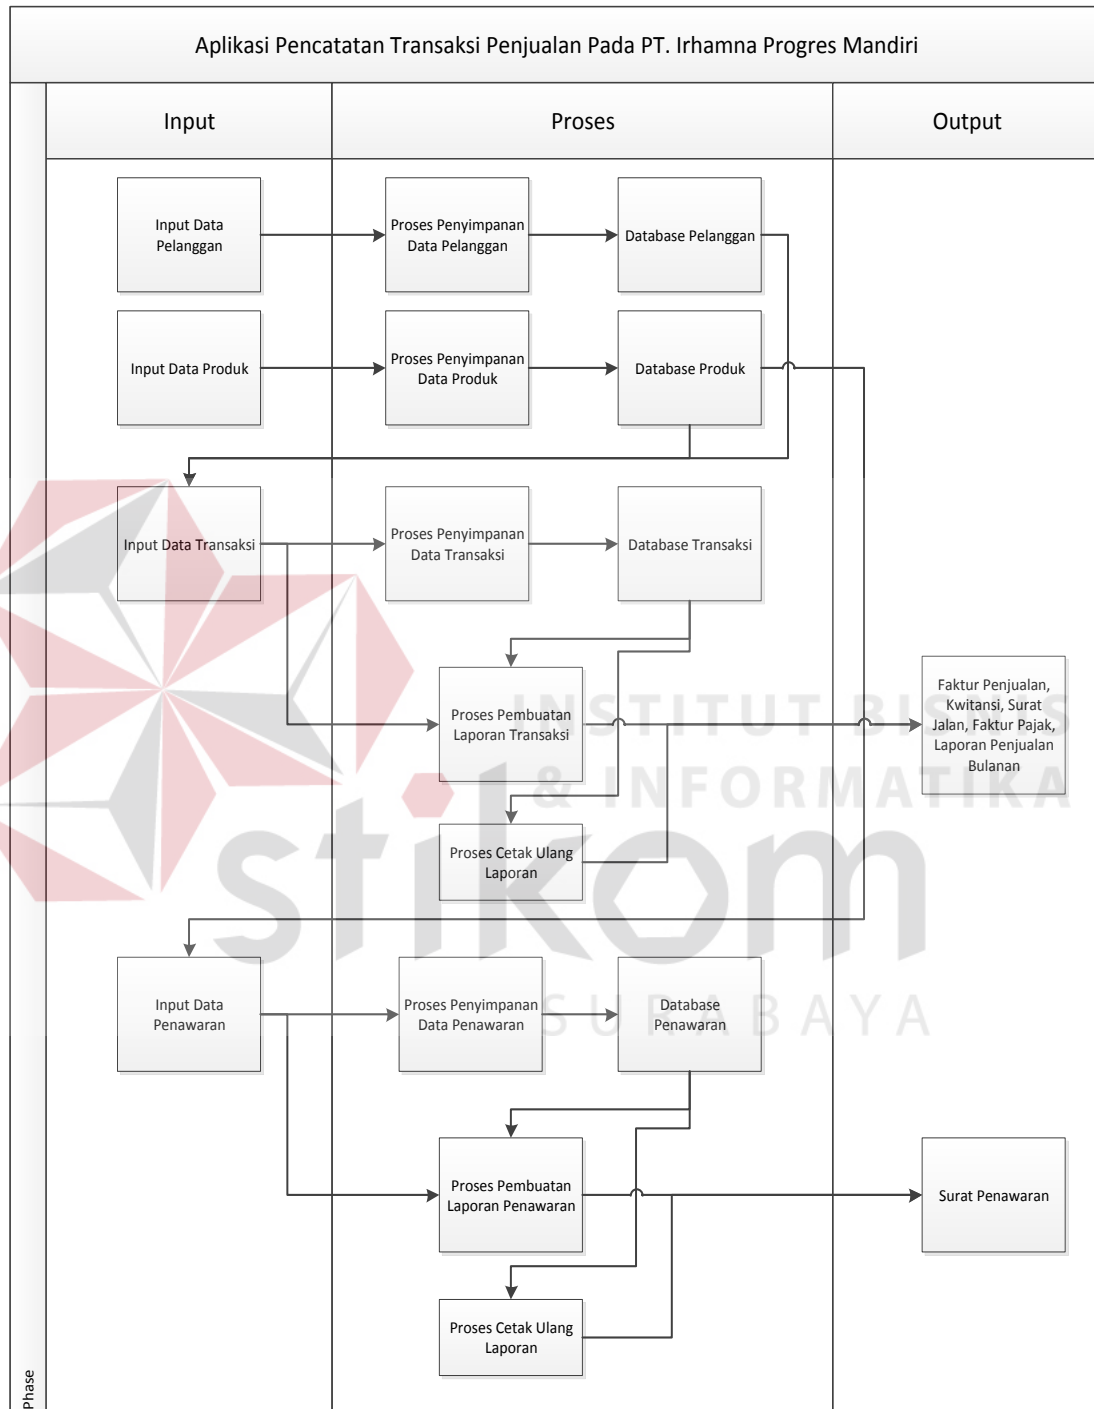 Aplikasi Pencatatan Transaksi Penjualan Pada PT. Irhamna Progres Mandiri
Input
Proses
Output
Input Data
Pelanggan
Proses Penyimpanan
Data Pelanggan
Database Pelanggan
Input Data Produk
Proses Penyimpanan
Data Produk
Database Produk
Input Data Transaksi
Proses Penyimpanan
Data Transaksi
Database Transaksi
Proses Pembuatan
Laporan Transaksi
Faktur Penjualan,
Kwitansi, Surat
Jalan, Faktur Pajak,
Laporan Penjualan
Bulanan
INSTITUT BISNIS
& INFORMATIKA
stikom
SURABAYA
Proses Cetak Ulang
Laporan
Input Data
Penawaran
Proses Penyimpanan
Data Penawaran
Database
Penawaran
Proses Pembuatan
Laporan Penawaran
Surat Penawaran
Proses Cetak Ulang
Laporan
Phase